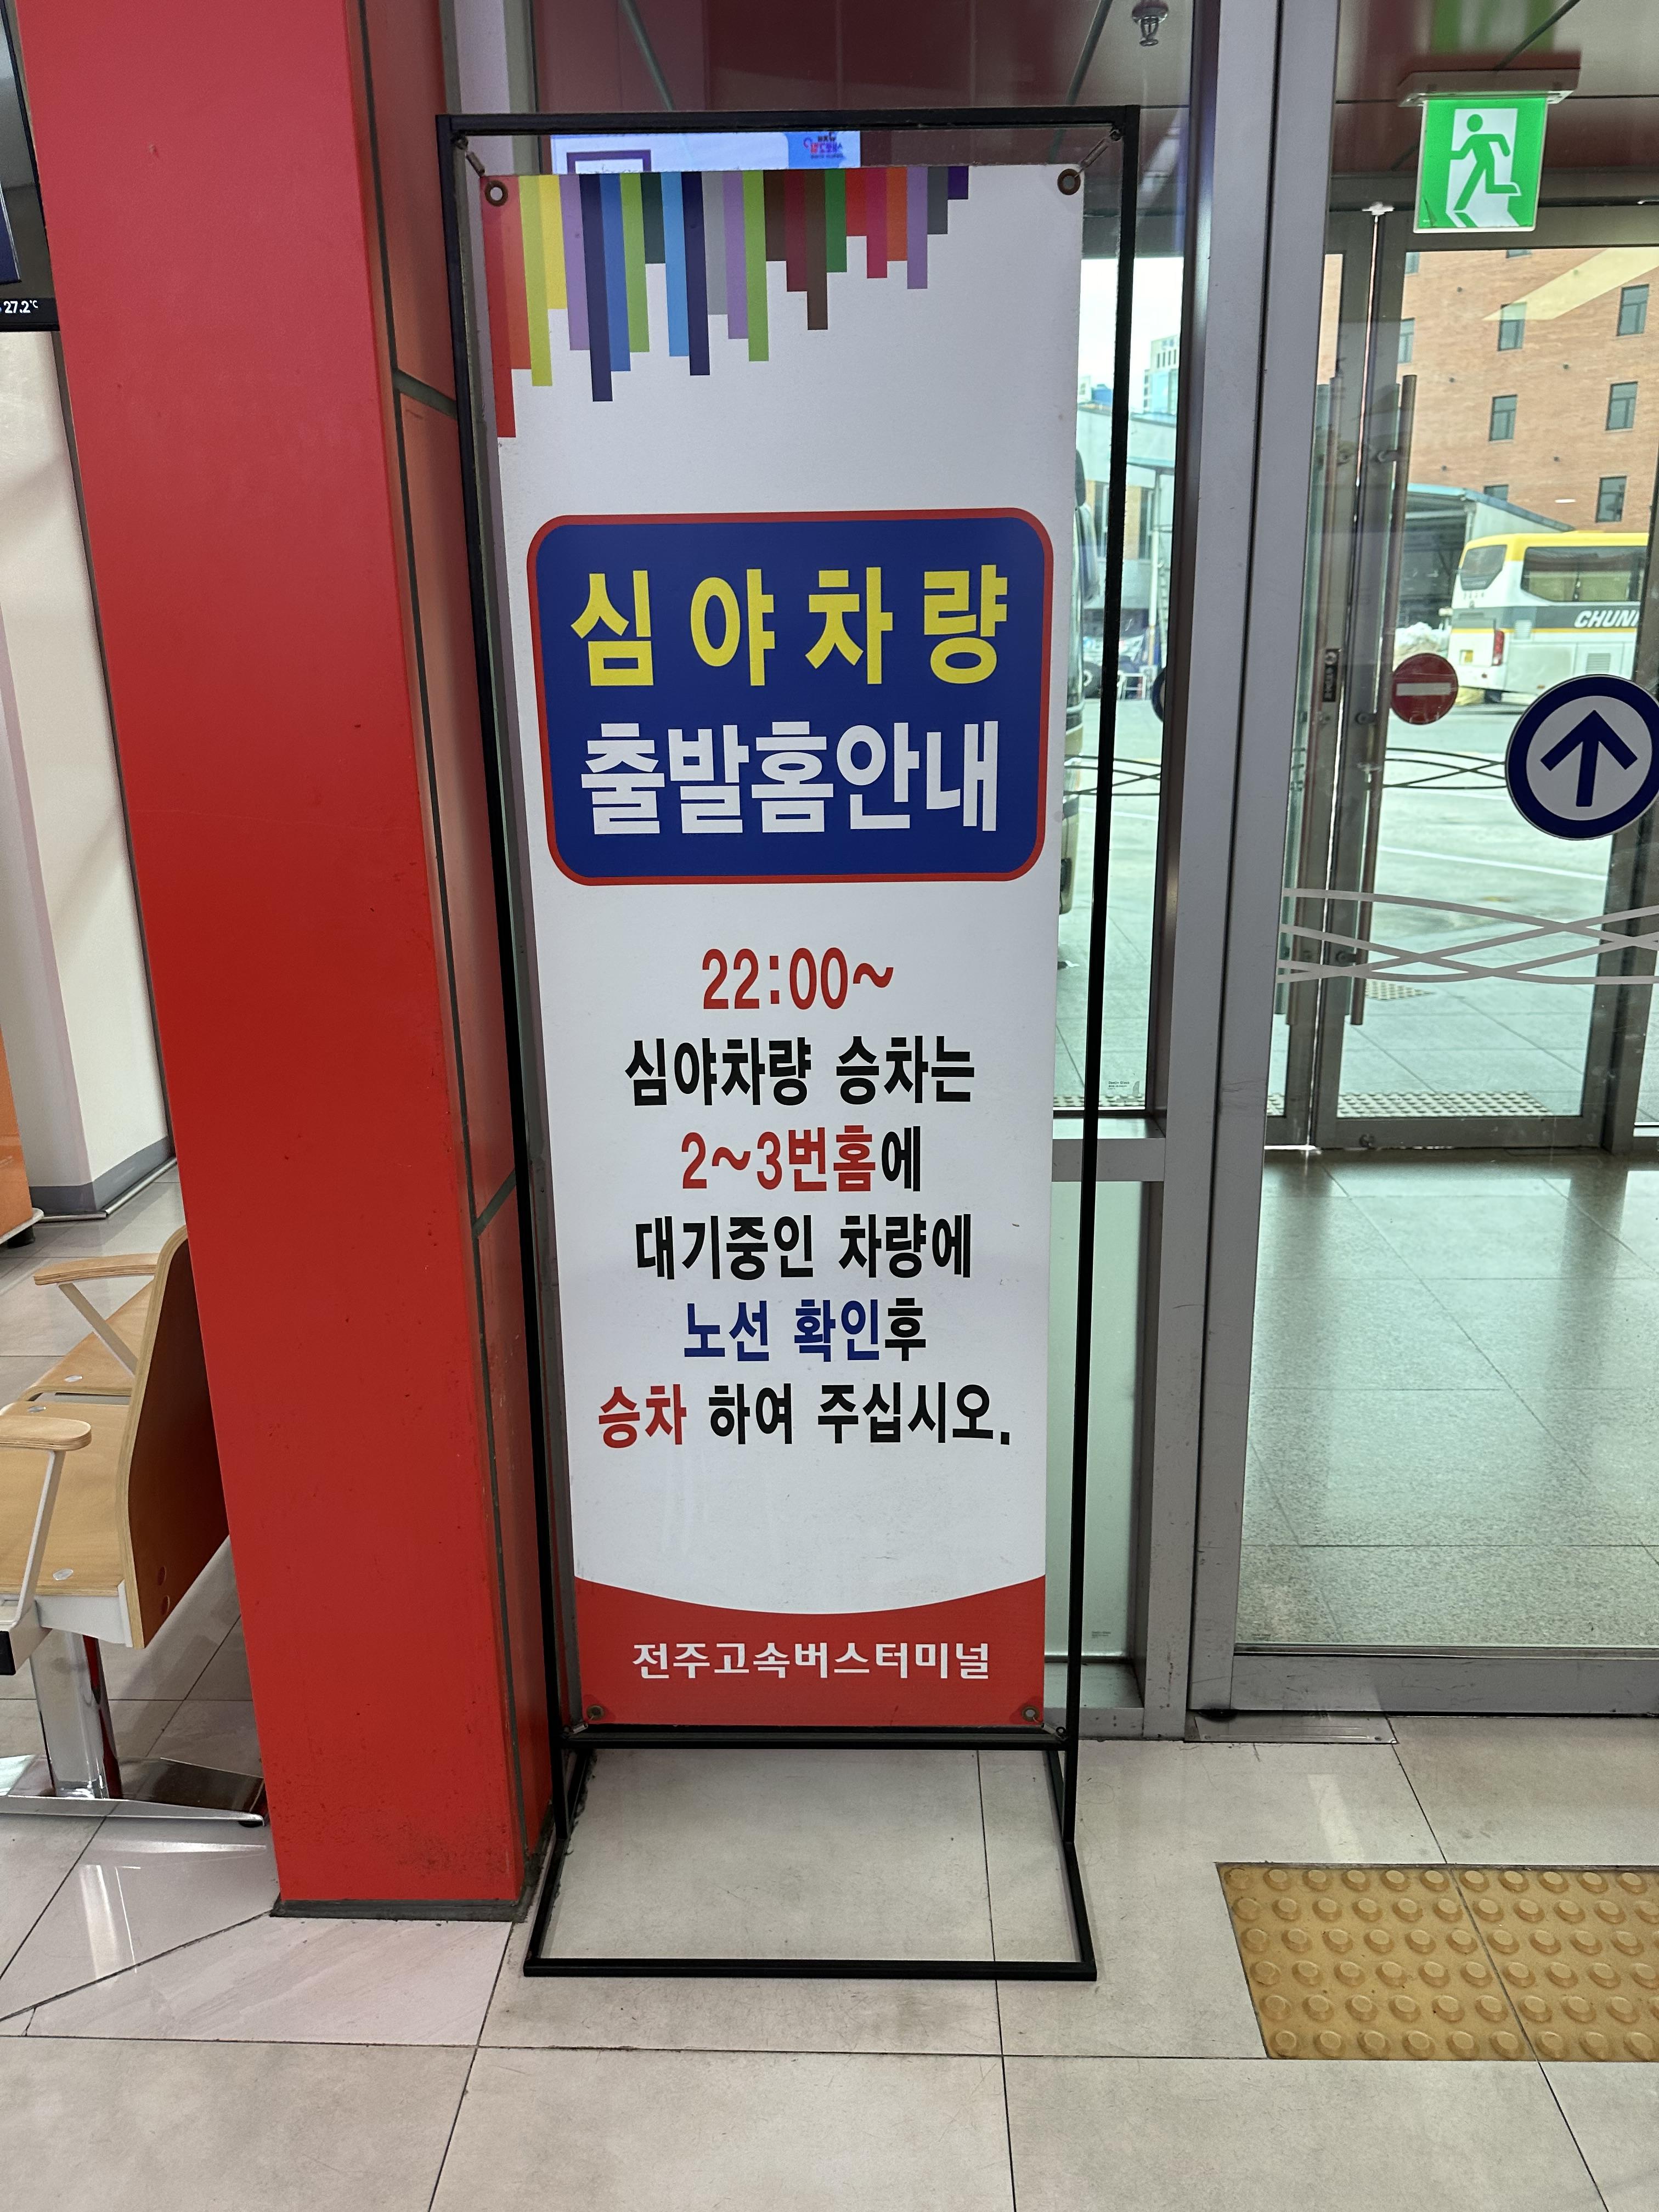 27.2℃
심야차량
출발홈안내
22:00~
심야차량 승차는
2~3번홈에
대기중인 차량에
노선 확인후
승차 하여 주십시오.
전주고속버스터미널